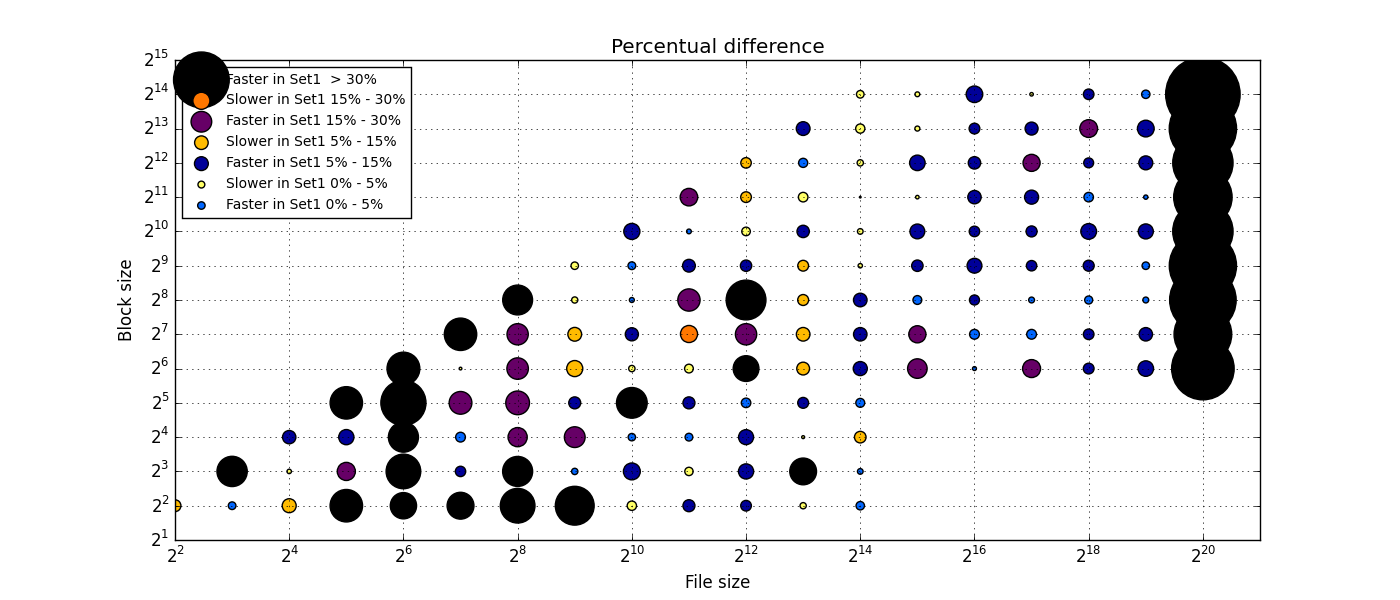 Percentual difference
2^15
2^14
2^13
2^12
2^11
2^10
2^9
2^8
2^7
2^6
2^5
2^4
2^3
2^2
2^1
Block size
Faster in Set1 > 30%
Slower in Set1 15% - 30%
Faster in Set1 15% - 30%
Slower in Set1 5% - 15%
Faster in Set1 5% - 15%
Slower in Set1 0% - 5%
Faster in Set1 0% - 5%
2^2 2^4 2^6 2^8 2^10 2^12 2^14 2^16 2^18 2^20
File size